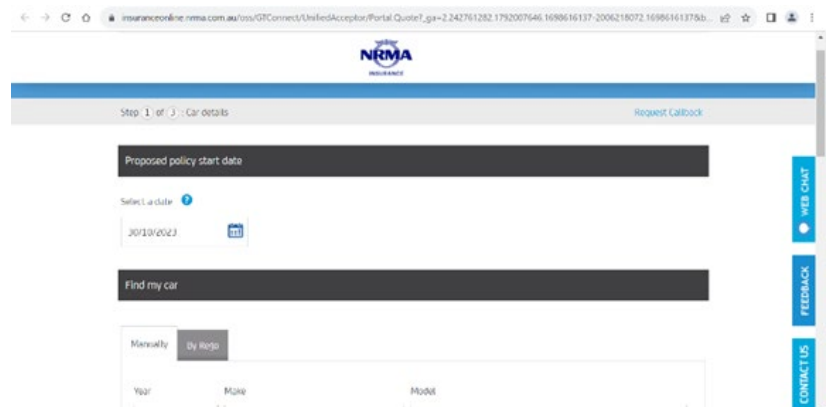 insuranceonline.nrma.com.au/oss/GTConnect/UnifiedAcceptor/Portal.Quote?_ga=2.242761282.1792007646.1698616137-2006218072.1698616137&b...
NRMA
INSURANCE
Step 1 of 3 : Car details
Request Callback
Proposed policy start date
Select a date ?
30/10/2023
WEB CHAT
Find my car
FEEDBACK
Manually By Rego
Year Make Model
CONTACT US